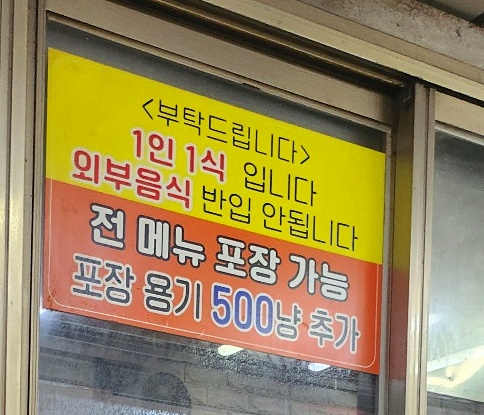 <부탁드립니다>
1인 1식 입니다
외부음식 반입 안됩니다
전 메뉴 포장 가능
포장 용기 500냥 추가